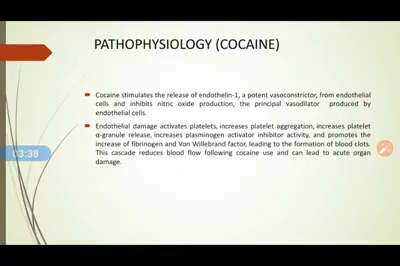 PATHOPHYSIOLOGY (COCAINE)
Cocaine stimulates the release of endothelin-1, a potent vasoconstrictor, from endothelial
cells and inhibits nitric oxide production, the principal vasodilator produced by
endothelial cells.
Endothelial damage activates platelets, increases platelet aggregation, increases platelet
α-granule release, increases plasminogen activator inhibitor activity, and promotes the
increase of fibrinogen and Von Willebrand factor, leading to the formation of blood clots.
This cascade reduces blood flow following cocaine use and can lead to acute organ
damage.
03:38